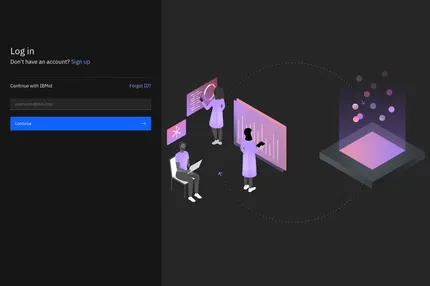 Log in
Don't have an account? Sign up
Continue with IBMid
Forgot ID?
username@ibm.com
Continue